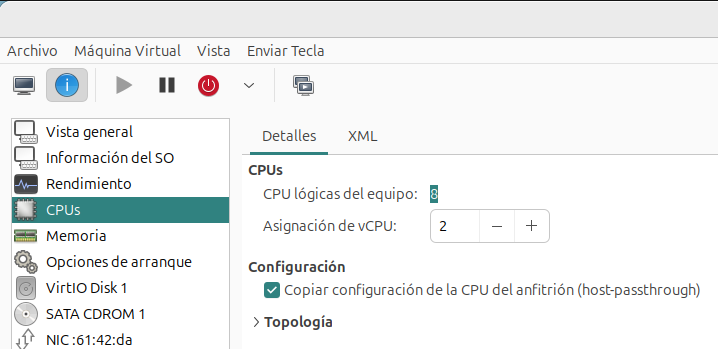 Archivo Máquina Virtual Vista Enviar Tecla
Vista general
Información del SO
Rendimiento
CPUs
Memoria
Opciones de arranque
VirtIO Disk 1
SATA CDROM 1
NIC :61:42:da
Detalles XML
CPUs
CPU lógicas del equipo: 8
Asignación de vCPU: 2
Configuración
Copiar configuración de la CPU del anfitrión (host-passthrough)
Topología